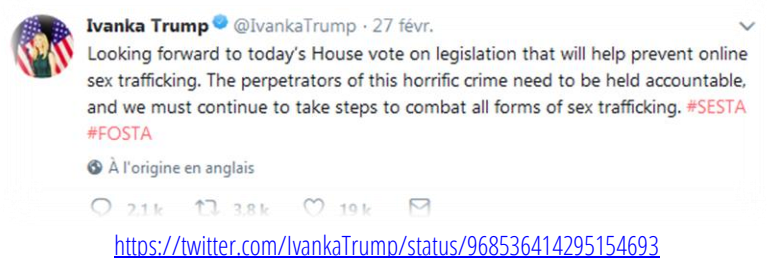 Ivanka Trump @IvankaTrump · 27 févr.
Looking forward to today's House vote on legislation that will help prevent online
sex trafficking. The perpetrators of this horrific crime need to be held accountable,
and we must continue to take steps to combat all forms of sex trafficking. #SESTA
#FOSTA
À l'origine en anglais
2.1 k 3.8 k 19 k
https://twitter.com/IvankaTrump/status/968536414295154693